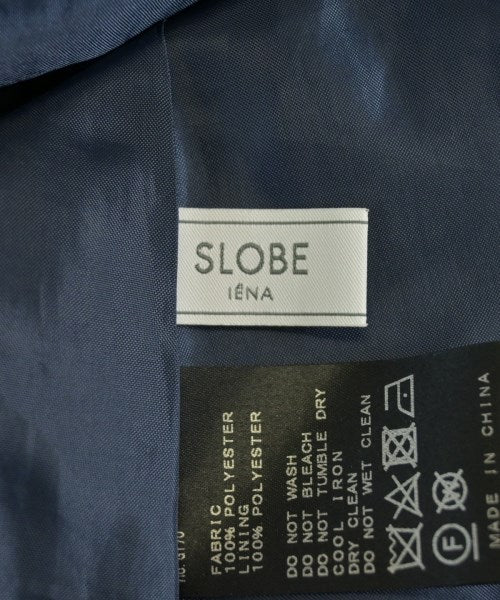 SLOBE
IÉNA
FABRIC
100% POLYESTER
LINING
100% POLYESTER
DO NOT WASH
DO NOT BLEACH
DO NOT TUMBLE DRY
COOL IRON
DRY CLEAN
DO NOT WET CLEAN
F
MADE IN CHINA